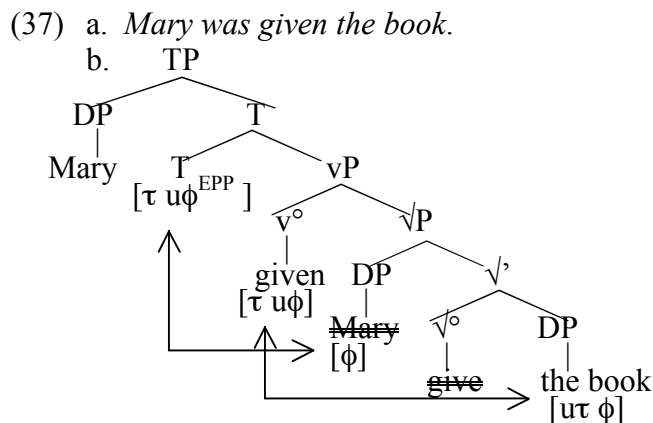 (37) a. Mary was given the book.
b. TP
DP T
Mary T vP
[τ uϕ^EPP ]
v° √P
given DP √’
[τ uϕ]
Mary √° DP
[ϕ]
give the book
[uτ ϕ]